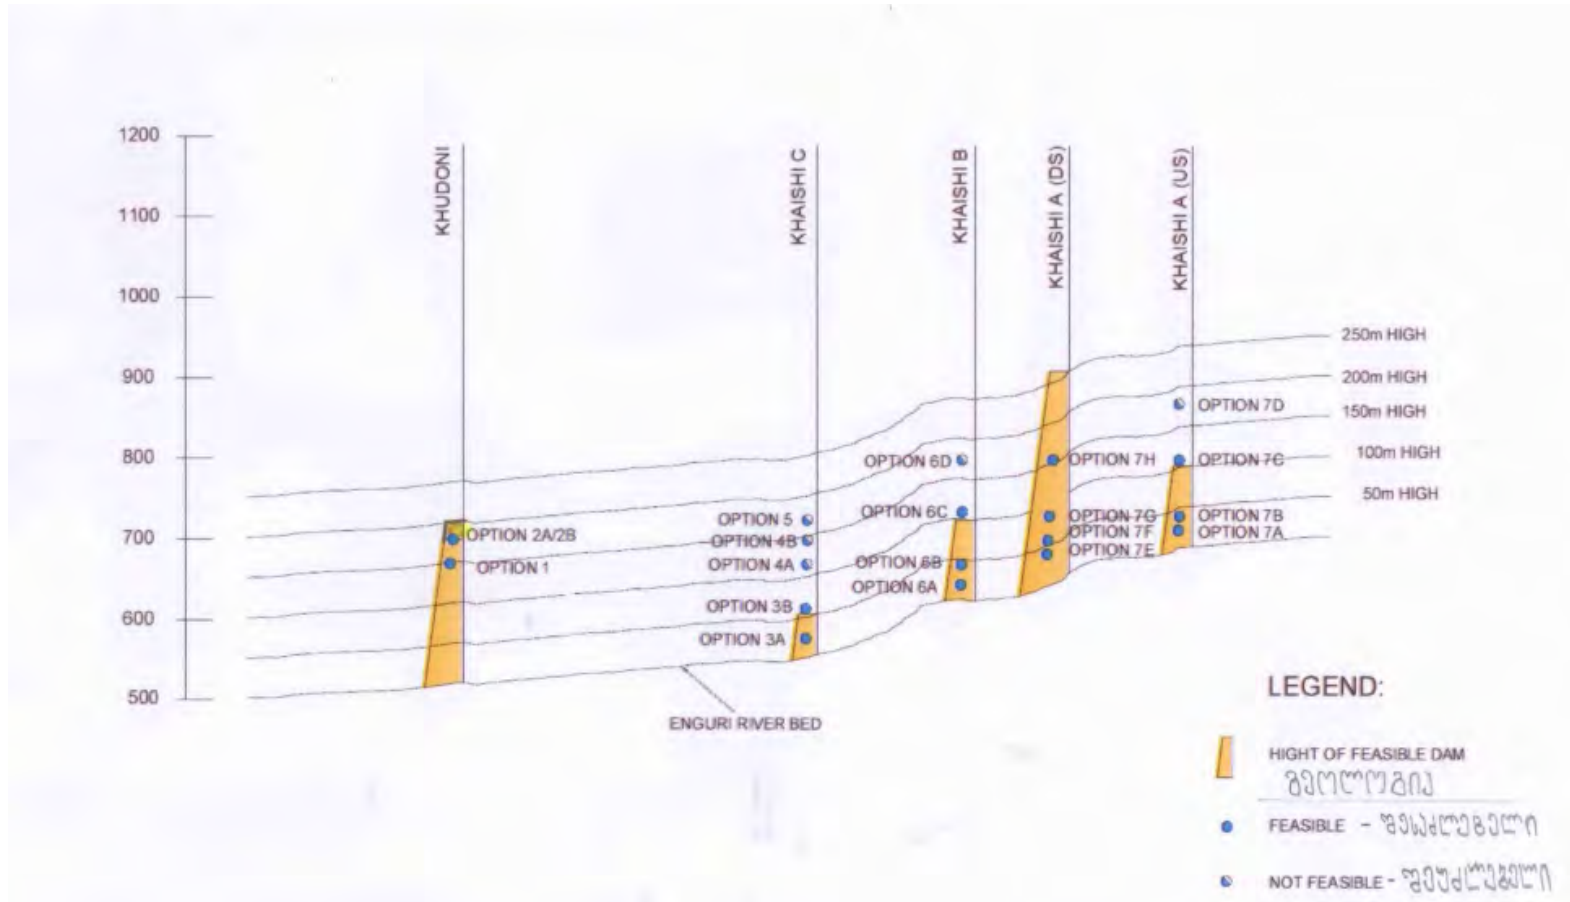 1200
1100
1000
900
800
700
600
500
KHUDONI
KHAISHI C
KHAISHI B
KHAISHI A (DS)
KHAISHI A (US)
250m HIGH
200m HIGH
150m HIGH
100m HIGH
50m HIGH
OPTION 2A/2B
OPTION 1
OPTION 5
OPTION 4B
OPTION 4A
OPTION 3B
OPTION 3A
OPTION 6D
OPTION 6C
OPTION 6B
OPTION 6A
OPTION 7H
OPTION 7G
OPTION 7F
OPTION 7E
OPTION 7D
OPTION 7C
OPTION 7B
OPTION 7A
ENGURI RIVER BED
LEGEND:
HIGHT OF FEASIBLE DAM
გეოლოგია
FEASIBLE - შესაძლებელი
NOT FEASIBLE - შეუძლებელი